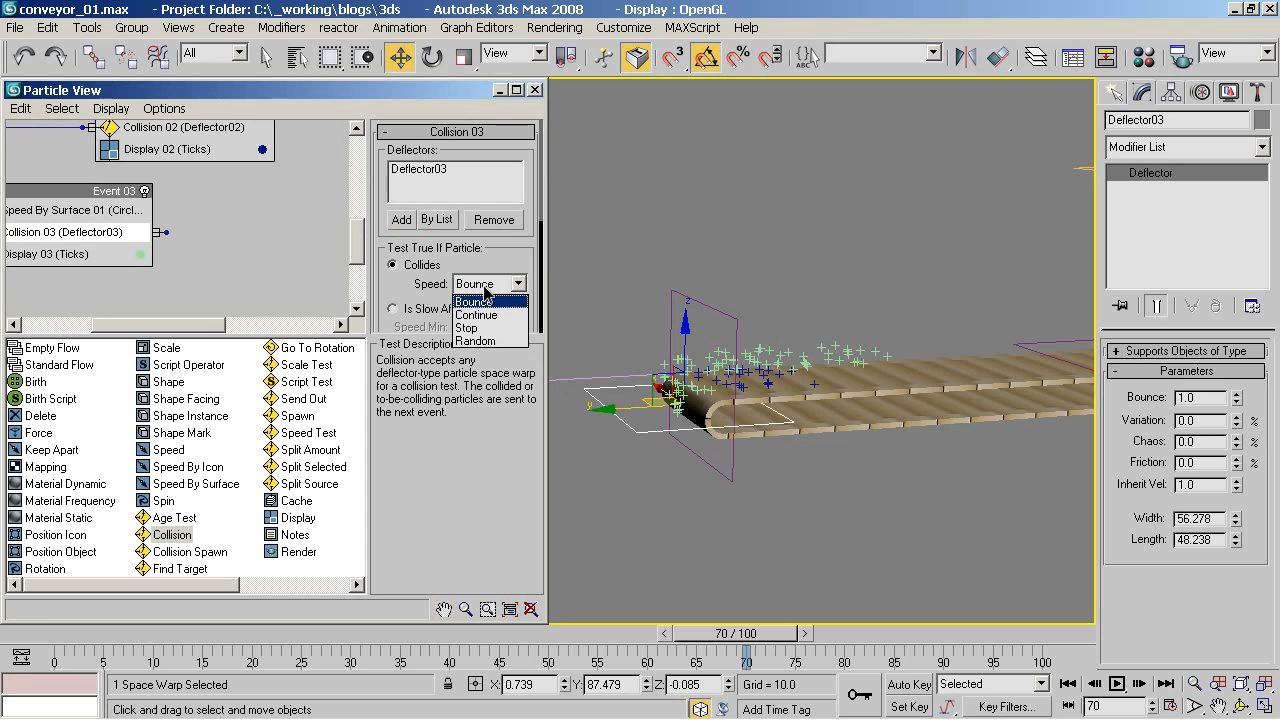 conveyor_01.max - Project Folder: C:\_working\blogs\3ds - Autodesk 3ds Max 2008 - Display : OpenGL
File Edit Tools Group Views Create Modifiers reactor Animation Graph Editors Rendering Customize MAXScript Help
All View 3 % ABC View
Particle View
Edit Select Display Options
Collision 02 (Deflector02)
Display 02 (Ticks)
Event 03
Speed By Surface 01 (Circl...
Collision 03 (Deflector03)
Display 03 (Ticks)
Collision 03
Deflectors:
Deflector03
Add By List Remove
Test True If Particle:
Collides
Speed: Bounce
Bounce
Continue
Stop
Random
Is Slow Af
Speed Min:
Empty Flow Scale Go To Rotation
Standard Flow Script Operator Scale Test
Birth Shape Script Test
Birth Script Shape Facing Send Out
Delete Shape Instance Spawn
Force Shape Mark Speed Test
Keep Apart Speed Split Amount
Mapping Speed By Icon Split Selected
Material Dynamic Speed By Surface Split Source
Material Frequency Spin Cache
Material Static Age Test Display
Position Icon Collision Notes
Position Object Collision Spawn Render
Rotation Find Target
Test Description
Collision accepts any
deflector-type particle space warp
for a collision test. The collided or
to-be-collided particles are sent to
the next event.
z
y
Deflector03
Modifier List
Deflector
+ Supports Objects of Type
- Parameters
Bounce: 1.0
Variation: 0.0 %
Chaos: 0.0 %
Friction: 0.0 %
Inherit Vel: 1.0
Width: 56.278
Length: 48.238
< 70 / 100 >
0 5 10 15 20 25 30 35 40 45 50 55 60 65 70 75 80 85 90 95 100
1 Space Warp Selected X: 0.739 Y: 87.479 Z: -0.085 Grid = 10.0 Auto Key Selected
Click and drag to select and move objects Add Time Tag Set Key Key Filters... 70